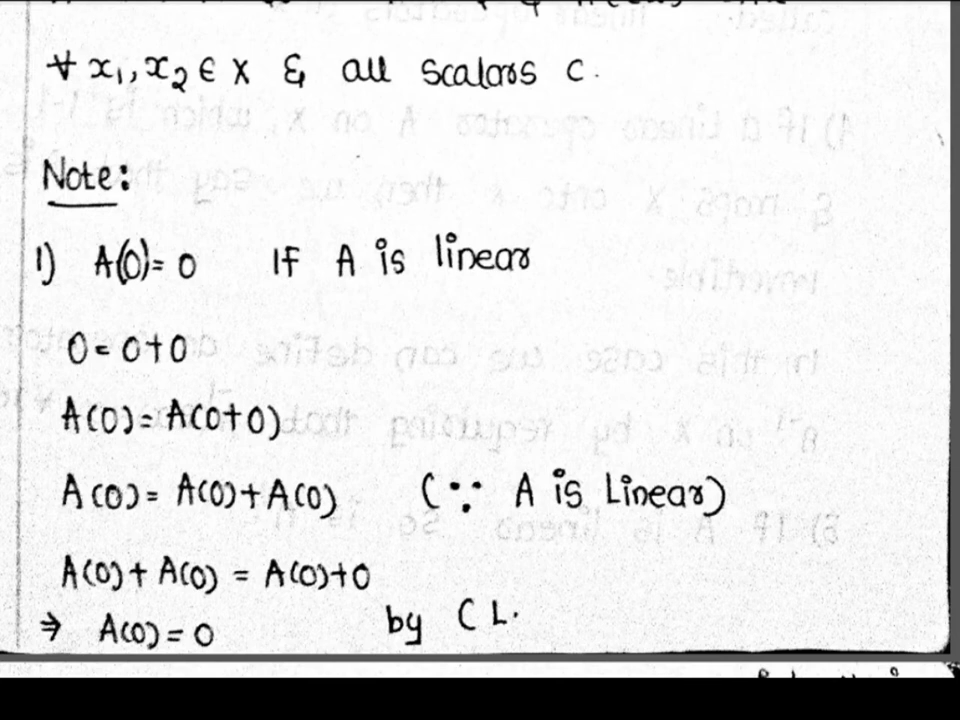 ∀ x₁, x₂ ∈ X & all scalars c.
Note:
1) A(0) = 0 If A is linear
0 = 0+0
A(0) = A(0+0)
A(0) = A(0) + A(0) (∵ A is Linear)
A(0) + A(0) = A(0)+0
⇒ A(0) = 0 by CL.